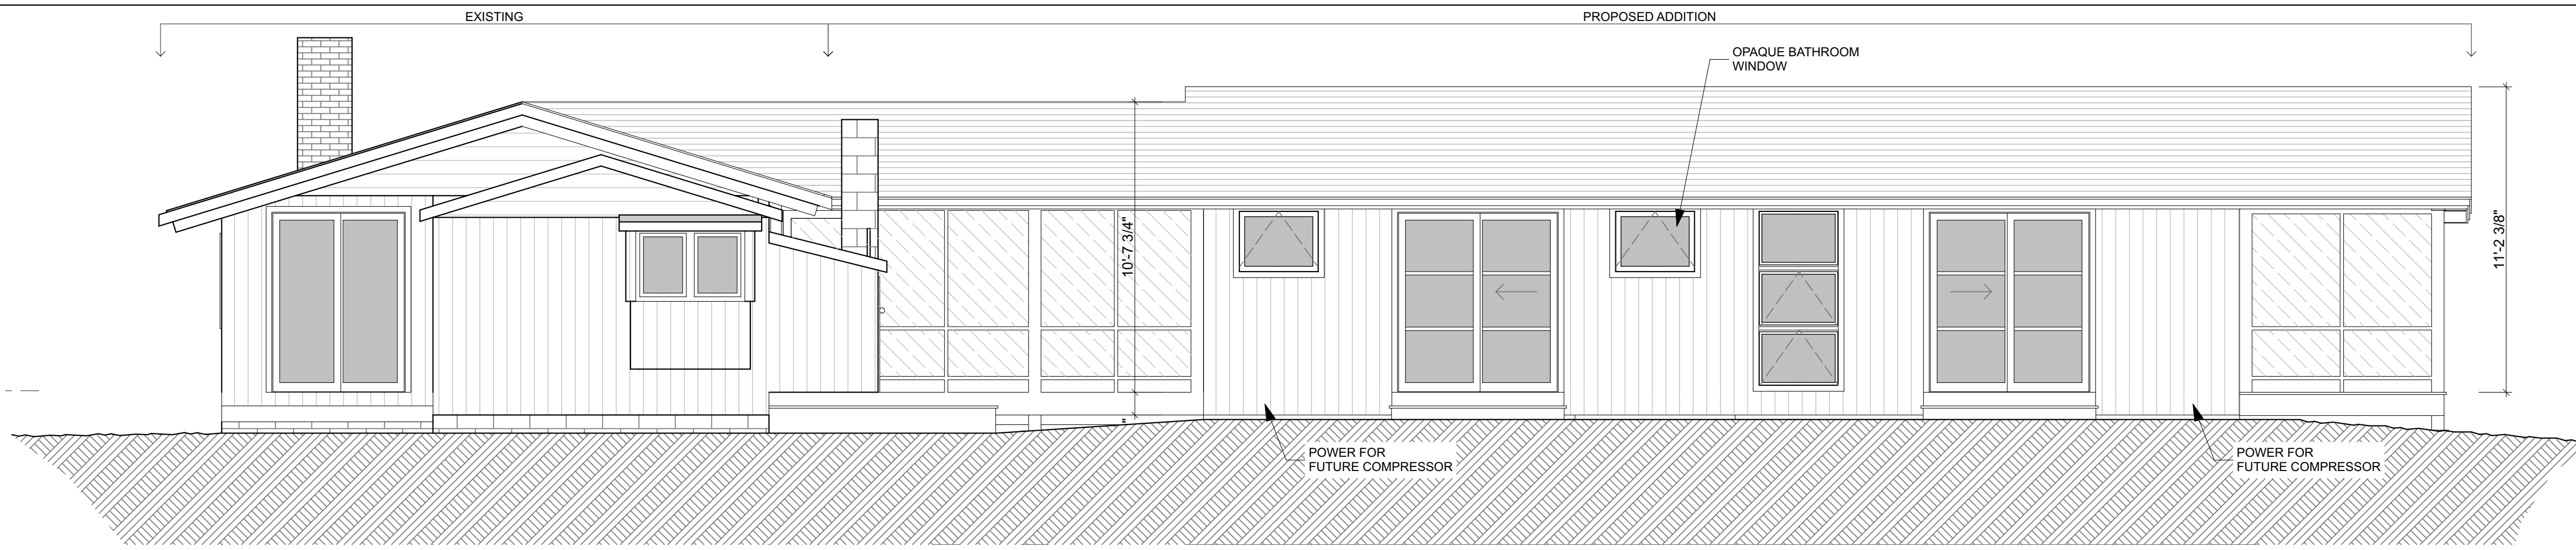 EXISTING
PROPOSED ADDITION
OPAQUE BATHROOM
WINDOW
10'-7 3/4"
11'-2 3/8"
"
POWER FOR
FUTURE COMPRESSOR
POWER FOR
FUTURE COMPRESSOR